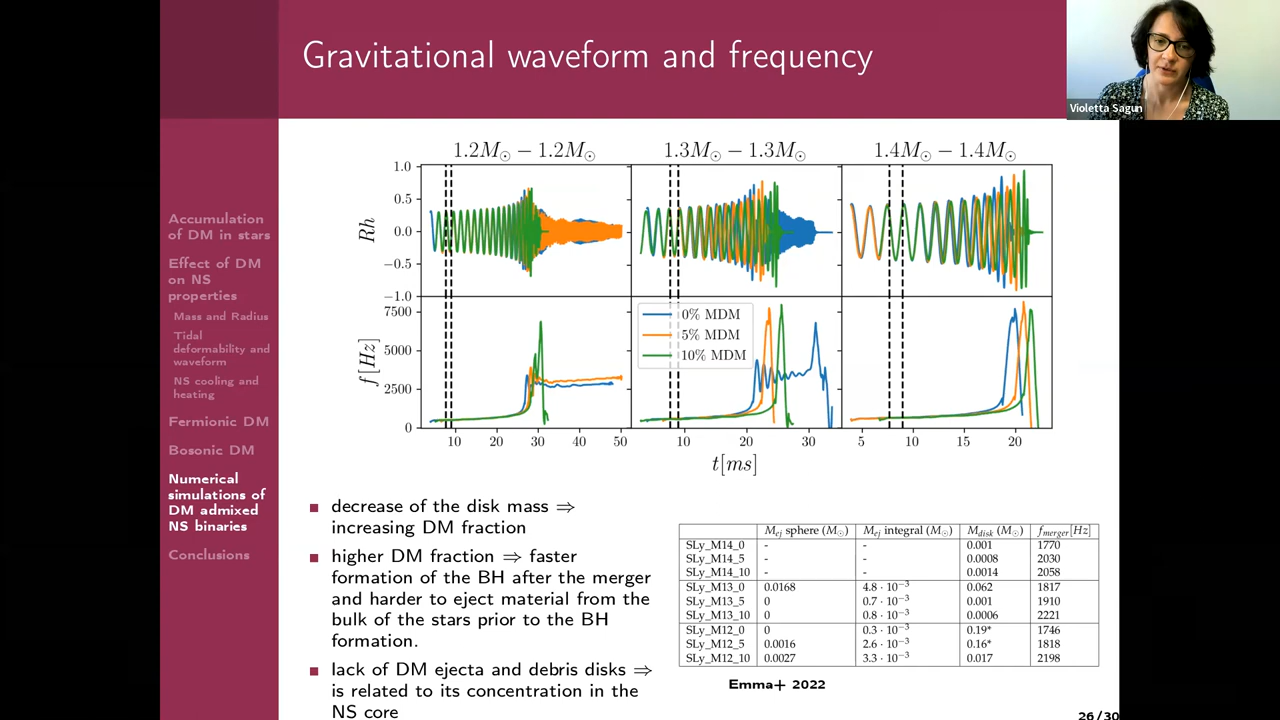 Gravitational waveform and frequency
Violetta Sagun
Accumulation
of DM in stars
Effect of DM
on NS
properties
Mass and Radius
Tidal
deformability and
waveform
NS cooling and
heating
Fermionic DM
Bosonic DM
Numerical
simulations of
DM admixed
NS binaries
Conclusions
1.2M⊙ − 1.2M⊙ 1.3M⊙ − 1.3M⊙ 1.4M⊙ − 1.4M⊙
1.0
0.5
0.0
−0.5
−1.0
Rh
7500
5000
2500
0
f[Hz]
0% MDM
5% MDM
10% MDM
10 20 30 40 50 10 20 30 5 10 15 20
t[ms]
decrease of the disk mass ⇒
increasing DM fraction
higher DM fraction ⇒ faster
formation of the BH after the merger
and harder to eject material from the
bulk of the stars prior to the BH
formation.
lack of DM ejecta and debris disks ⇒
is related to its concentration in the
NS core
M_ej sphere (M⊙) M_ej integral (M⊙) M_disk (M⊙) f_merger[Hz]
SLy_M14_0 - - 0.001 1770
SLy_M14_5 - - 0.0008 2030
SLy_M14_10 - - 0.0014 2058
SLy_M13_0 0.0168 4.8 · 10⁻³ 0.062 1817
SLy_M13_5 0 0.7 · 10⁻³ 0.001 1910
SLy_M13_10 0 0.8 · 10⁻³ 0.0006 2221
SLy_M12_0 0 0.3 · 10⁻³ 0.19* 1746
SLy_M12_5 0.0016 2.6 · 10⁻³ 0.16* 1818
SLy_M12_10 0.0027 3.3 · 10⁻³ 0.017 2198
Emma+ 2022
26/30